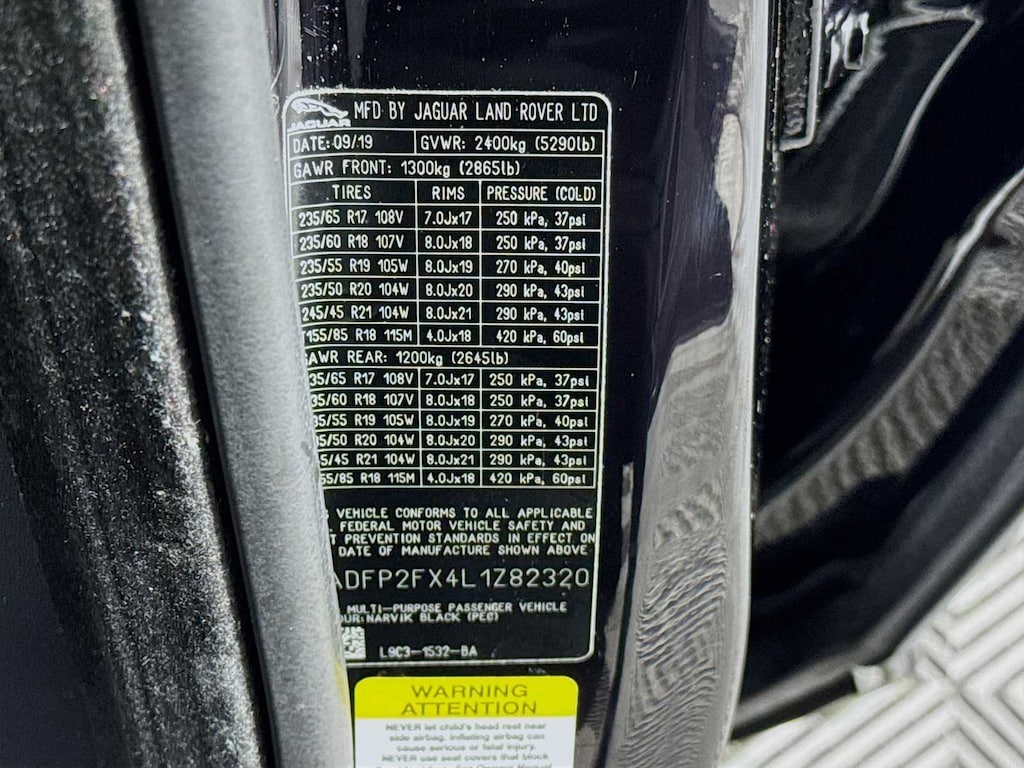 JAGUAR
MFD BY JAGUAR LAND ROVER LTD
DATE: 09/19 GVWR: 2400kg (5290lb)
GAWR FRONT: 1300kg (2865lb)
TIRES RIMS PRESSURE (COLD)
235/65 R17 108V 7.0Jx17 250 kPa, 37psi
235/60 R18 107V 8.0Jx18 250 kPa, 37psi
235/55 R19 105W 8.0Jx19 270 kPa, 40psi
235/50 R20 104W 8.0Jx20 290 kPa, 43psi
245/45 R21 104W 8.0Jx21 290 kPa, 43psi
T155/85 R18 115M 4.0Jx18 420 kPa, 60psi
GAWR REAR: 1200kg (2645lb)
35/65 R17 108V 7.0Jx17 250 kPa, 37psi
35/60 R18 107V 8.0Jx18 250 kPa, 37psi
35/55 R19 105W 8.0Jx19 270 kPa, 40psi
5/50 R20 104W 8.0Jx20 290 kPa, 43psi
5/45 R21 104W 8.0Jx21 290 kPa, 43psi
55/85 R18 115M 4.0Jx18 420 kPa, 60psi
VEHICLE CONFORMS TO ALL APPLICABLE
FEDERAL MOTOR VEHICLE SAFETY AND
T PREVENTION STANDARDS IN EFFECT ON
DATE OF MANUFACTURE SHOWN ABOVE
ADFP2FX4L1Z82320
MULTI-PURPOSE PASSENGER VEHICLE
OUR: NARVIK BLACK (PEC)
L9C3-1532-BA
WARNING
ATTENTION
NEVER let child's head rest near
side airbag. Inflating airbag can
cause serious or fatal injury.
NEVER use seat covers that block